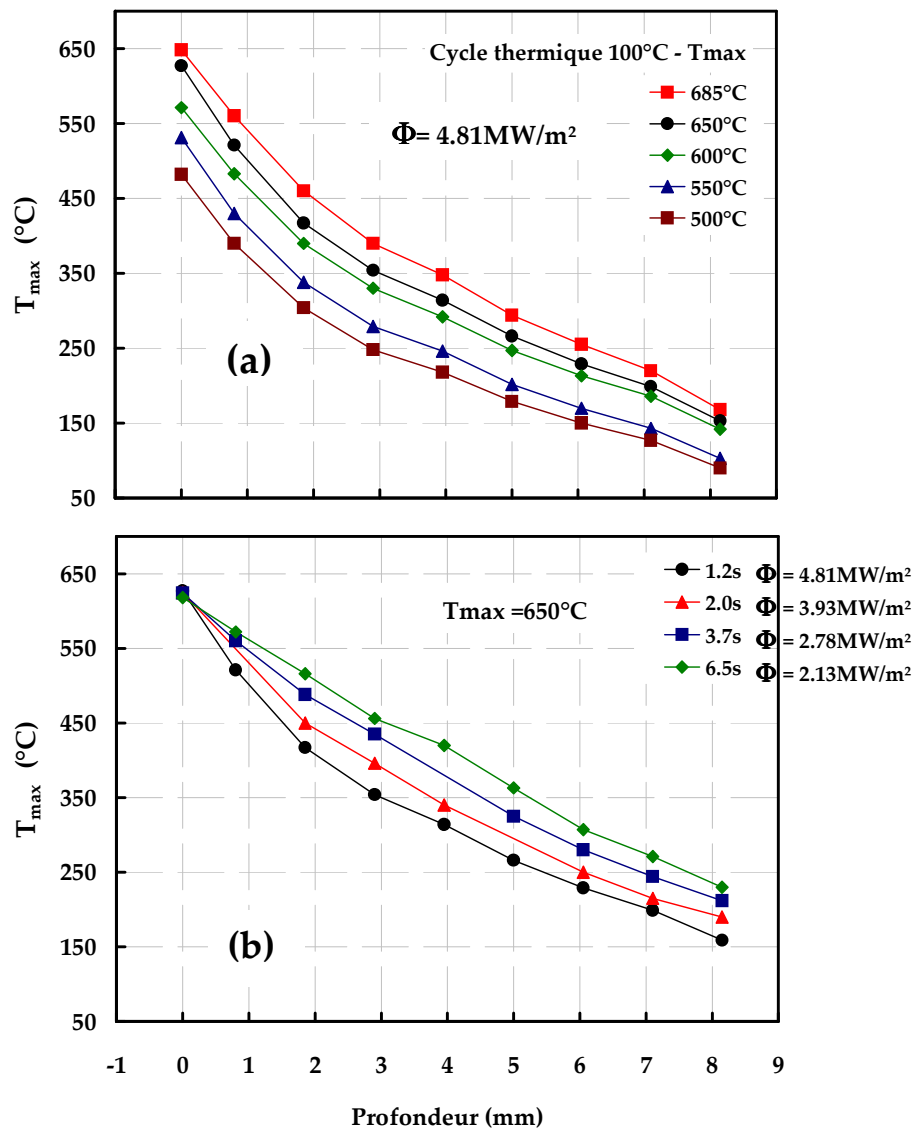 650
550
450
350
250
150
50
T max (°C)
Cycle thermique 100°C - Tmax
Φ= 4.81MW/m²
685°C
650°C
600°C
550°C
500°C
(a)
650
550
450
350
250
150
50
T max (°C)
Tmax =650°C
1.2s Φ = 4.81MW/m²
2.0s Φ = 3.93MW/m²
3.7s Φ = 2.78MW/m²
6.5s Φ = 2.13MW/m²
(b)
-1 0 1 2 3 4 5 6 7 8 9
Profondeur (mm)